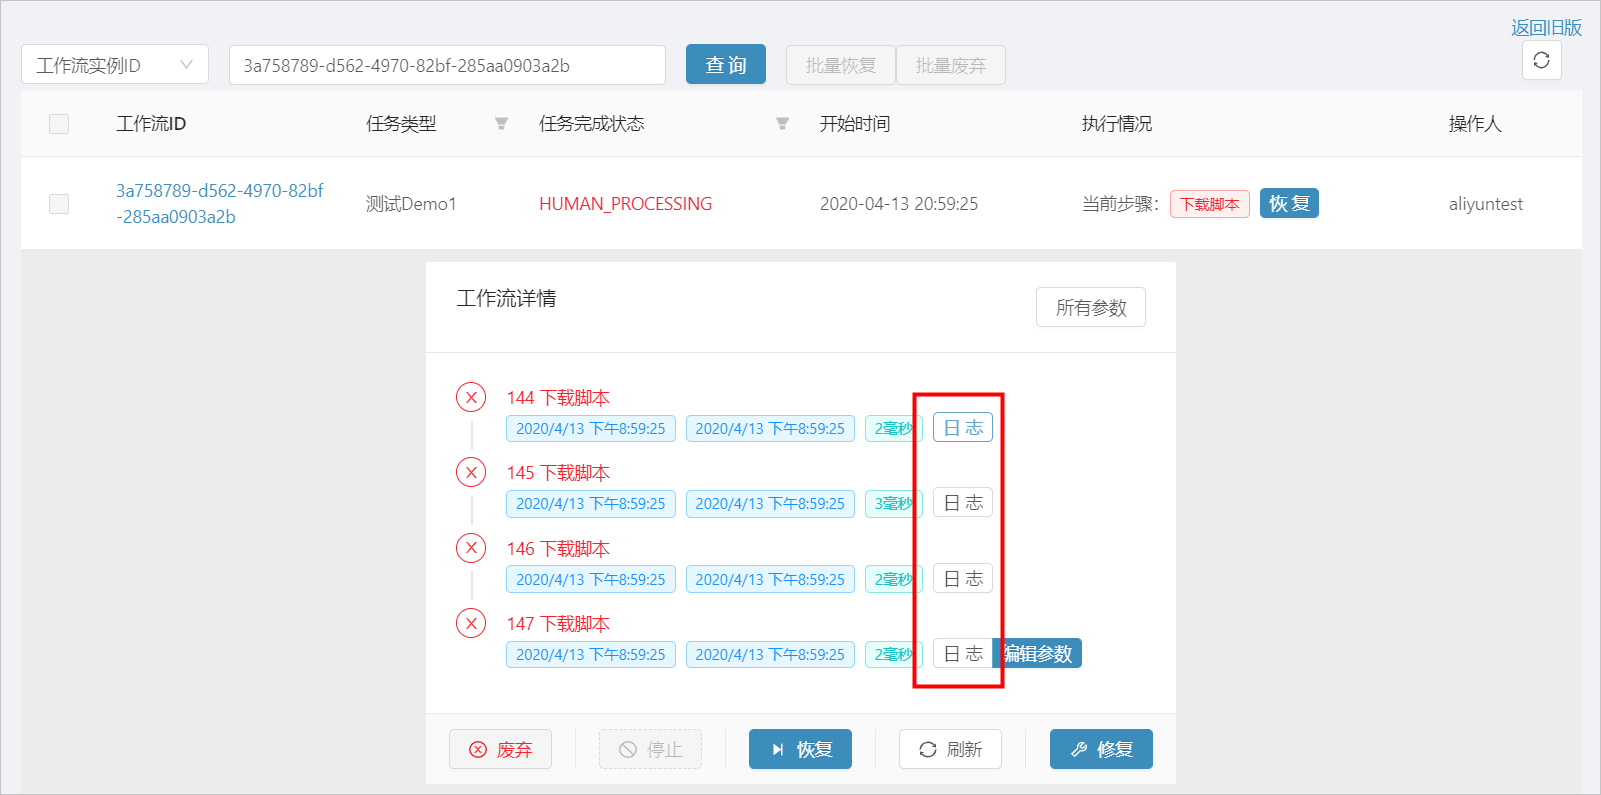 返回旧版
工作流实例ID 3a758789-d562-4970-82bf-285aa0903a2b 查 询 批量恢复 批量废弃
工作流ID 任务类型 任务完成状态 开始时间 执行情况 操作人
3a758789-d562-4970-82bf
-285aa0903a2b 测试Demo1 HUMAN_PROCESSING 2020-04-13 20:59:25 当前步骤： 下载脚本 恢 复 aliyuntest
工作流详情 所有参数
144 下载脚本
2020/4/13 下午8:59:25 2020/4/13 下午8:59:25 2毫秒 日 志
145 下载脚本
2020/4/13 下午8:59:25 2020/4/13 下午8:59:25 3毫秒 日 志
146 下载脚本
2020/4/13 下午8:59:25 2020/4/13 下午8:59:25 2毫秒 日 志
147 下载脚本
2020/4/13 下午8:59:25 2020/4/13 下午8:59:25 2毫秒 日 志 编辑参数
废弃 停止 恢复 刷新 修复